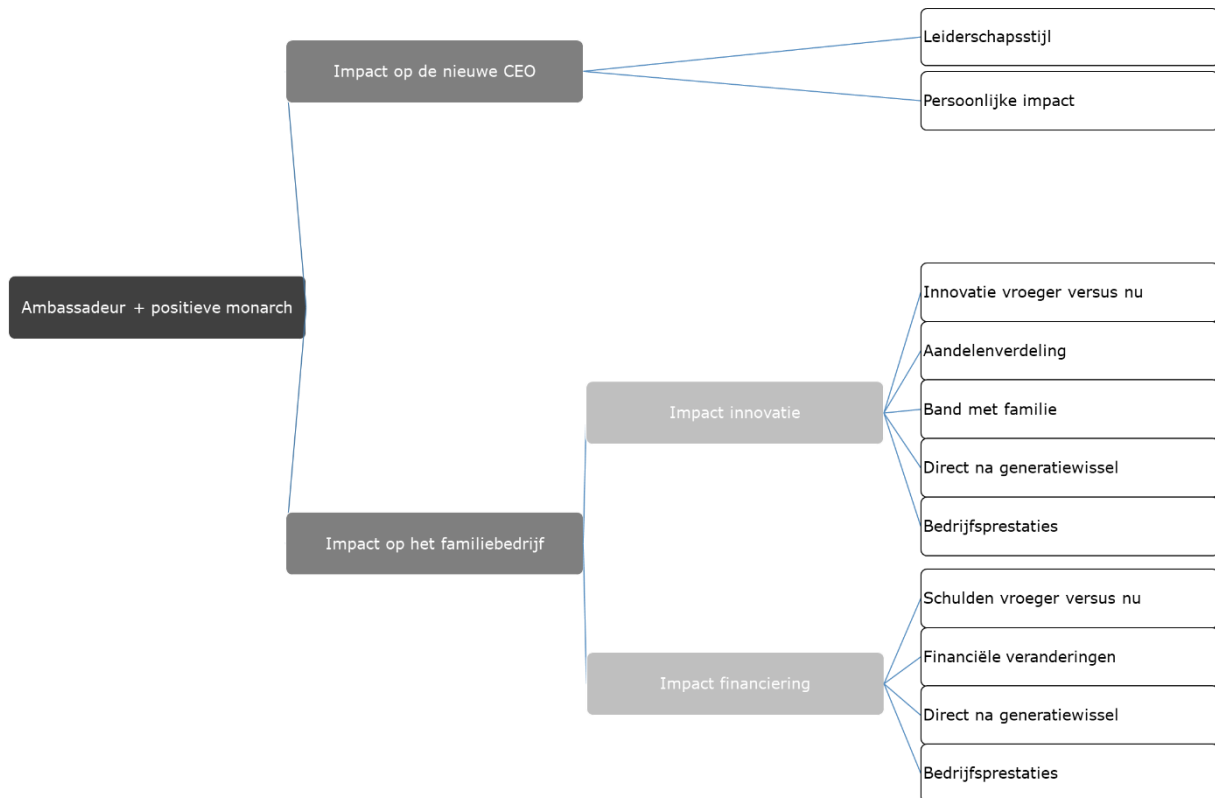 Leiderschapsstijl
Impact op de nieuwe CEO
Persoonlijke impact
Ambassadeur + positieve monarch
Innovatie vroeger versus nu
Aandelenverdeling
Band met familie
Impact innovatie
Direct na generatiewissel
Bedrijfsprestaties
Impact op het familiebedrijf
Schulden vroeger versus nu
Financiële veranderingen
Impact financiering
Direct na generatiewissel
Bedrijfsprestaties